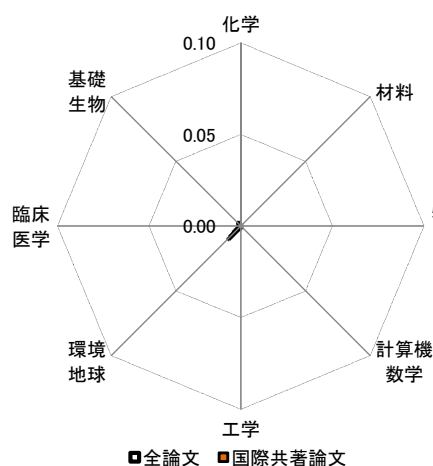 化学
0.10
基礎
生物
材料
0.05
臨床
医学
0.00
環境
地球
計算機
数学
工学
全論文 国際共著論文